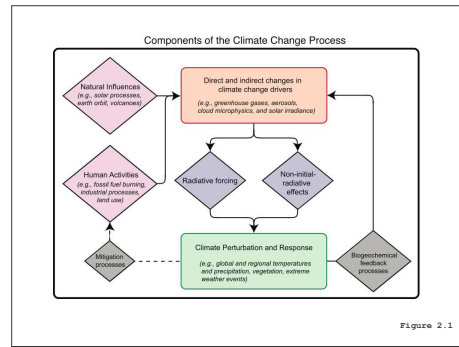 Components of the Climate Change Process
Natural Influences
(e.g., solar processes,
earth orbit, volcanoes)
Direct and indirect changes in
climate change drivers
(e.g., greenhouse gases, aerosols,
cloud microphysics, and solar irradiance)
Human Activities
(e.g., fossil fuel burning,
industrial processes,
land use)
Radiative forcing
Non-initial-
radiative
effects
Mitigation
processes
Climate Perturbation and Response
(e.g., global and regional temperatures
and precipitation, vegetation, extreme
weather events)
Biogeochemical
feedback
processes
Figure 2.1